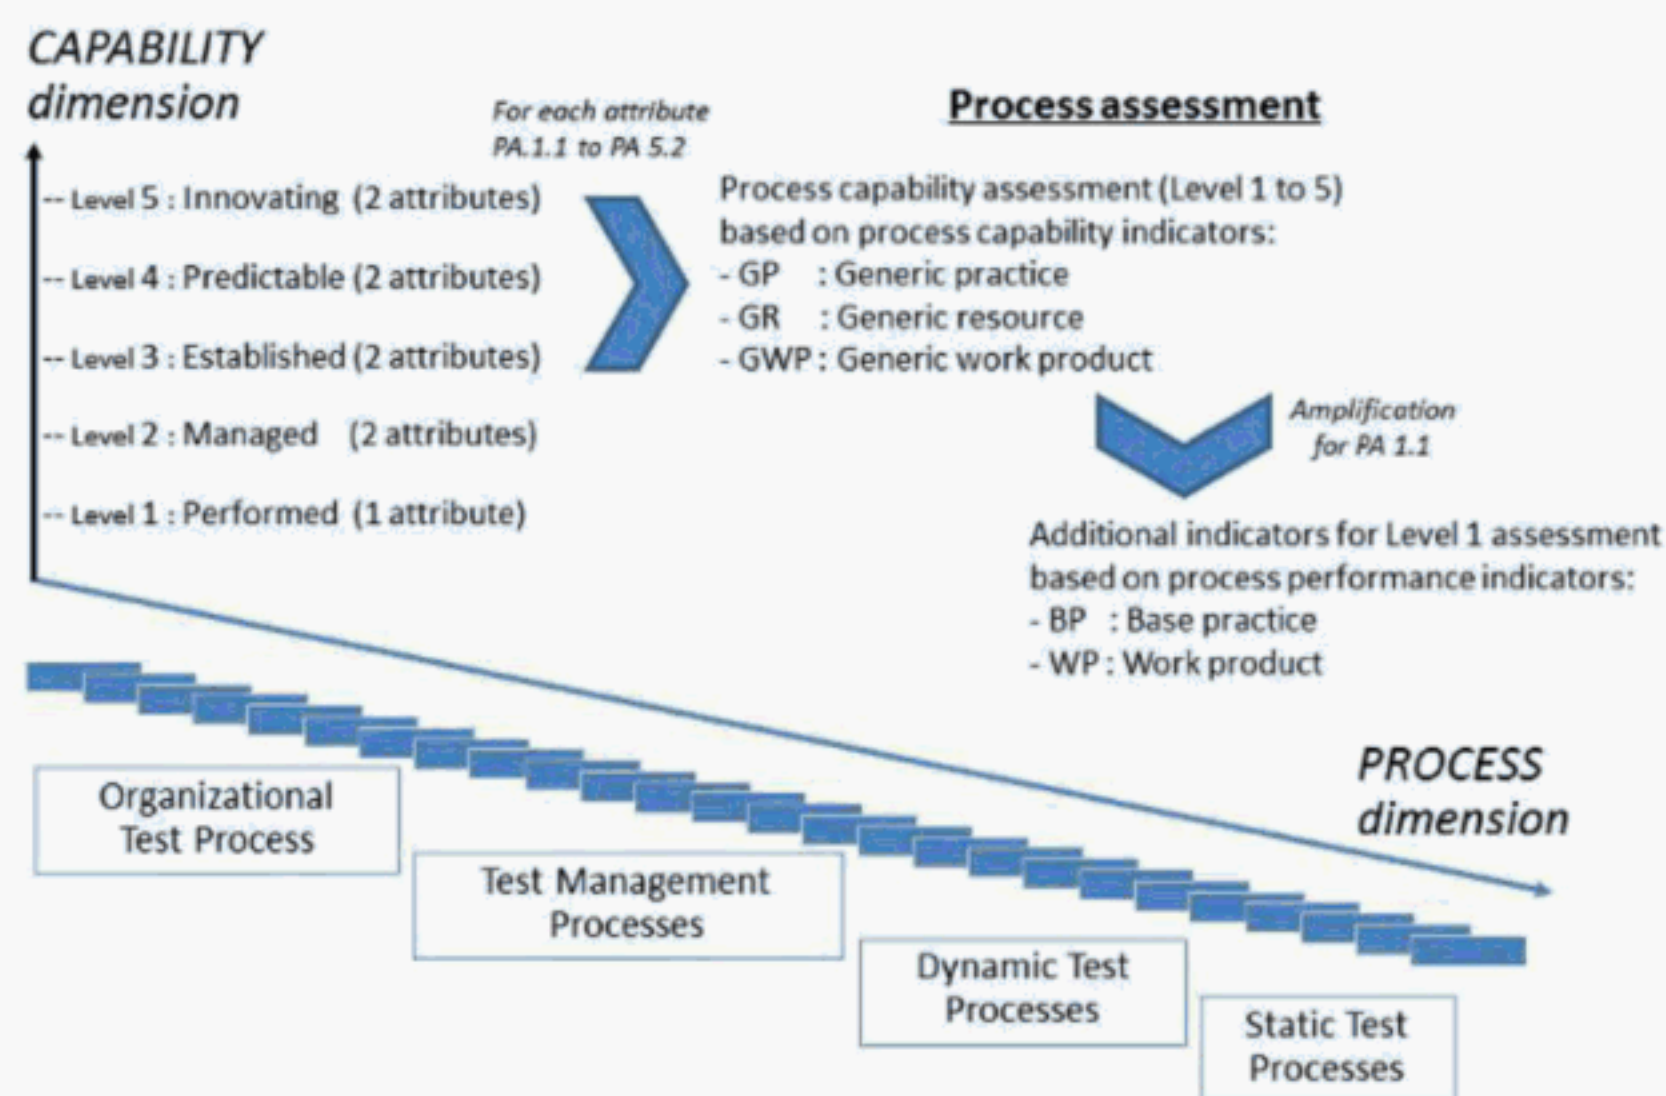 CAPABILITY
dimension
For each attribute
PA.1.1 to PA 5.2
Process assessment
-- Level 5 : Innovating (2 attributes)
-- Level 4 : Predictable (2 attributes)
-- Level 3 : Established (2 attributes)
-- Level 2 : Managed (2 attributes)
-- Level 1 : Performed (1 attribute)
Process capability assessment (Level 1 to 5)
based on process capability indicators:
- GP : Generic practice
- GR : Generic resource
- GWP : Generic work product
Amplification
for PA 1.1
Additional indicators for Level 1 assessment
based on process performance indicators:
- BP : Base practice
- WP : Work product
PROCESS
dimension
Organizational
Test Process
Test Management
Processes
Dynamic Test
Processes
Static Test
Processes